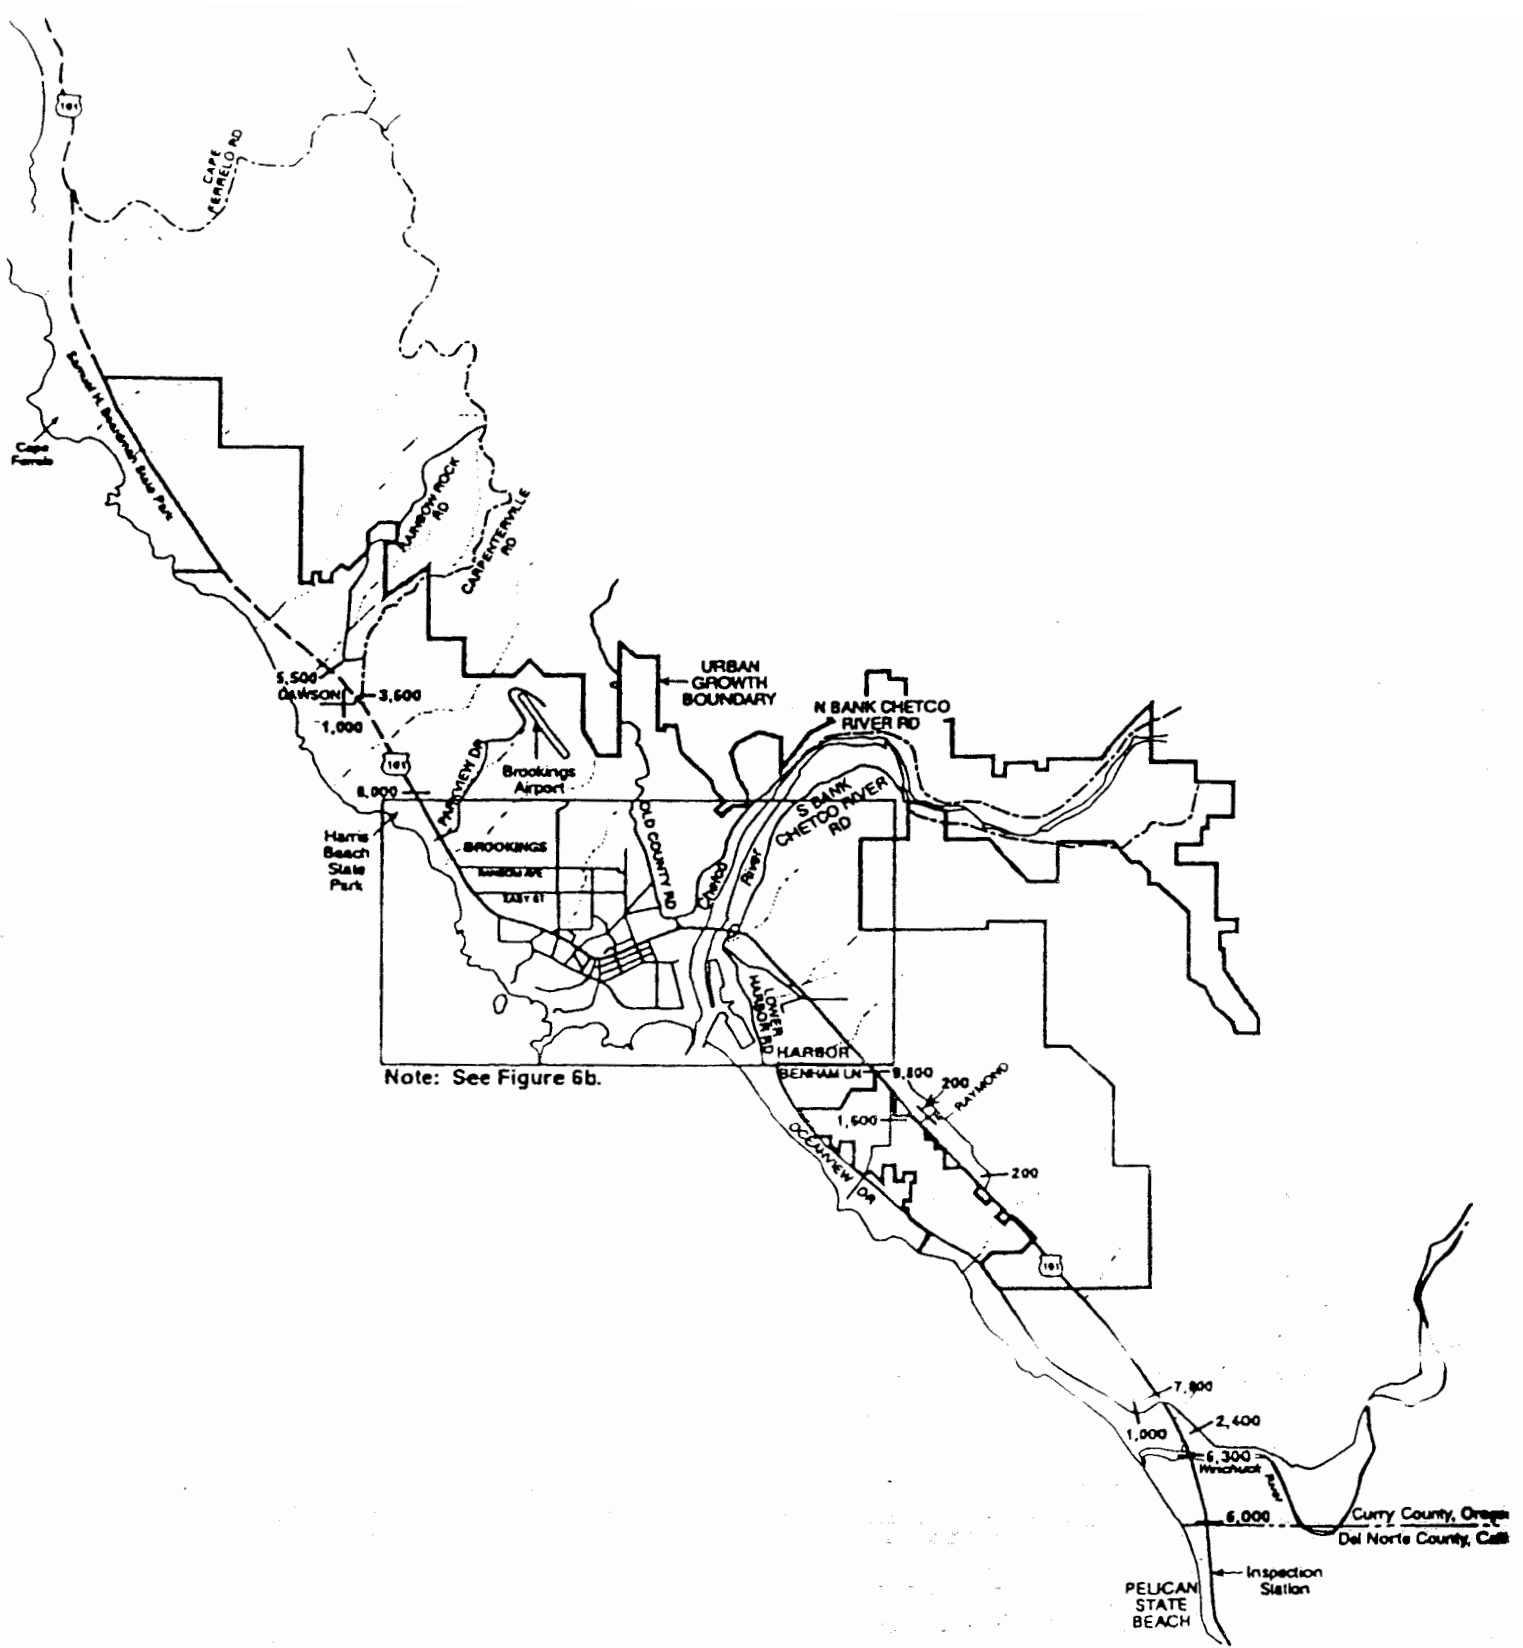 101
CAPE
FERRELO RD
Samuel H. Boardman State Park
Cape
Ferrelo
RAINBOW ROCK
RD
CARPENTERVILLE
RD
5,500
DAWSON
3,600
1,000
URBAN
GROWTH
BOUNDARY
N BANK CHETCO
RIVER RD
101
8,000
PARKVIEW DR
Brookings
Airport
S BANK
CHETCO RIVER
RD
OLD COUNTY RD
Harris
Beach
State
Park
BROOKINGS
RANSOM AVE
EASY ST
Chetco
River
LOWER
HARBOR RD
HARBOR
BENHAM LN
9,800
Note: See Figure 6b.
200
RAYMOND
1,600
OCEANVIEW DR
200
101
7,800
2,400
1,000
6,300
Winchuck
River
6,000
Curry County,
Del Norte County,
Inspection
Station
PELICAN
STATE
BEACH